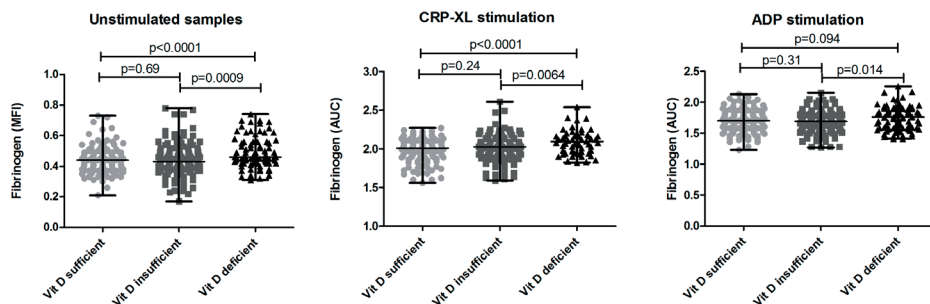 Unstimulated samples
p<0.0001
p=0.69
p=0.0009
1.0
0.8
0.6
0.4
0.2
0.0
Fibrinogen (MFI)
Vit D sufficient
Vit D insufficient
Vit D deficient
CRP-XL stimulation
p<0.0001
p=0.24
p=0.0064
3.0
2.5
2.0
1.5
1.0
Fibrinogen (AUC)
Vit D sufficient
Vit D insufficient
Vit D deficient
ADP stimulation
p=0.094
p=0.31
p=0.014
2.5
2.0
1.5
1.0
0.5
0.0
Fibrinogen (AUC)
Vit D sufficient
Vit D insufficient
Vit D deficient